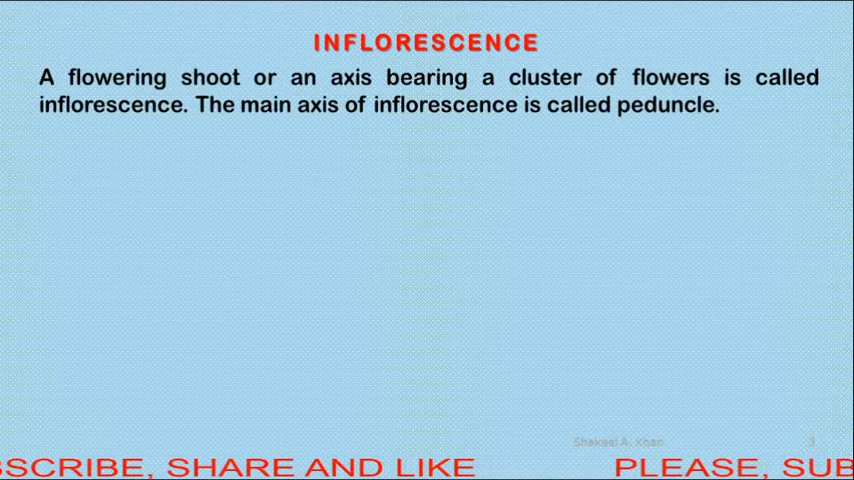 INFLORESCENCE
A flowering shoot or an axis bearing a cluster of flowers is called
inflorescence. The main axis of inflorescence is called peduncle.
Shakeel A. Khan 3
SCRIBE, SHARE AND LIKE PLEASE, SUB